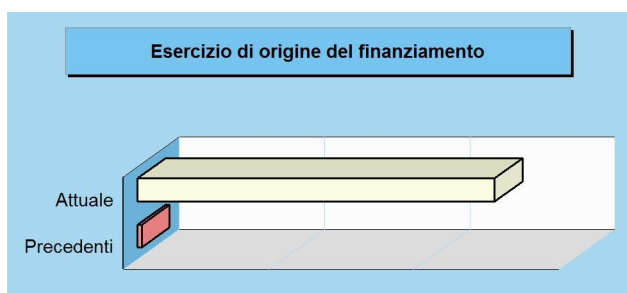 Esercizio di origine del finanziamento
Attuale
Precedenti